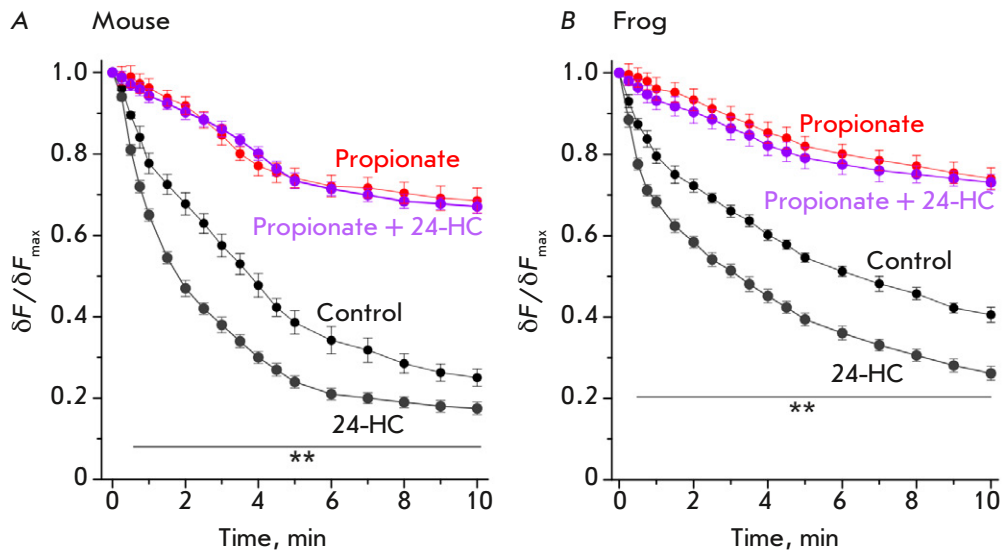 A Mouse
δF/δFmax
1.0
0.8
0.6
0.4
0.2
0
Propionate
Propionate + 24-HC
Control
24-HC
**
0 2 4 6 8 10
Time, min
B Frog
δF/δFmax
1.0
0.8
0.6
0.4
0.2
0
Propionate
Propionate + 24-HC
Control
24-HC
**
0 2 4 6 8 10
Time, min